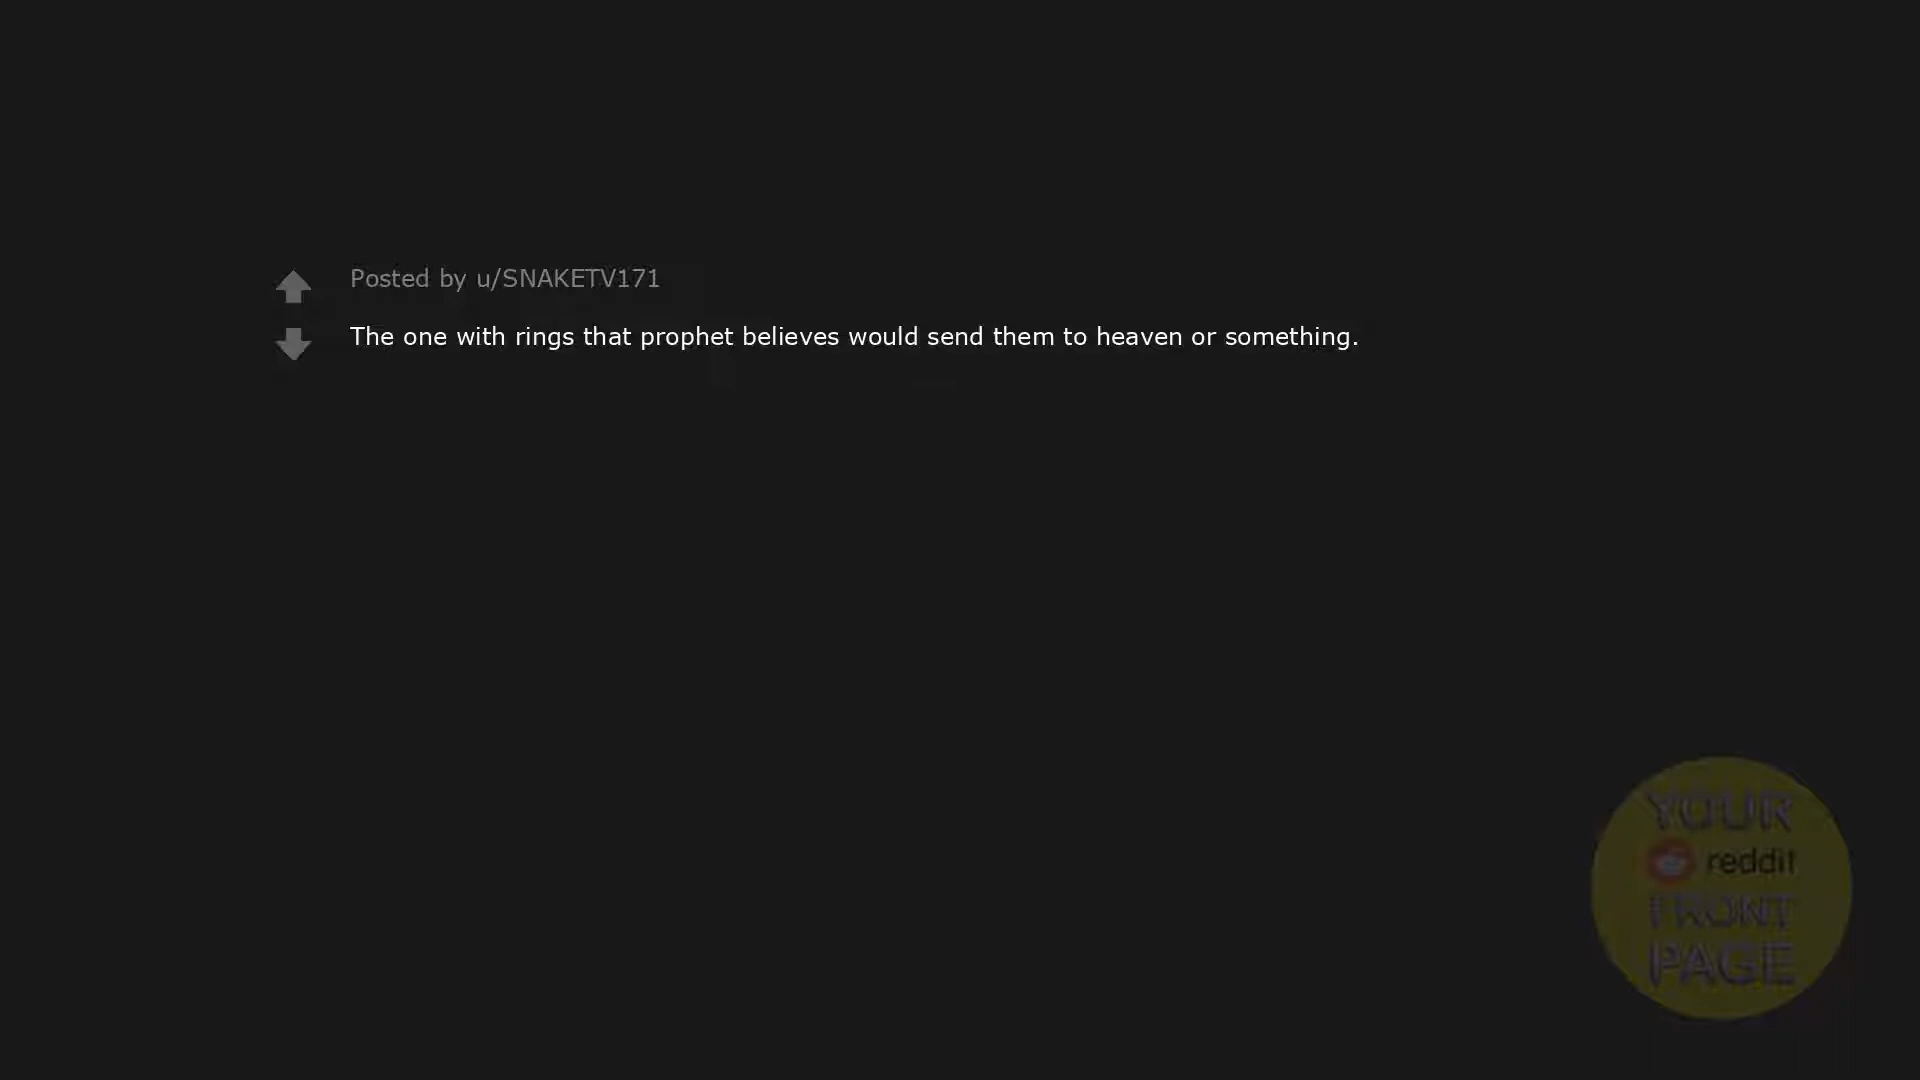 Posted by u/SNAKETV171
The one with rings that prophet believes would send them to heaven or something.
YOUR
reddit
FRONT
PAGE